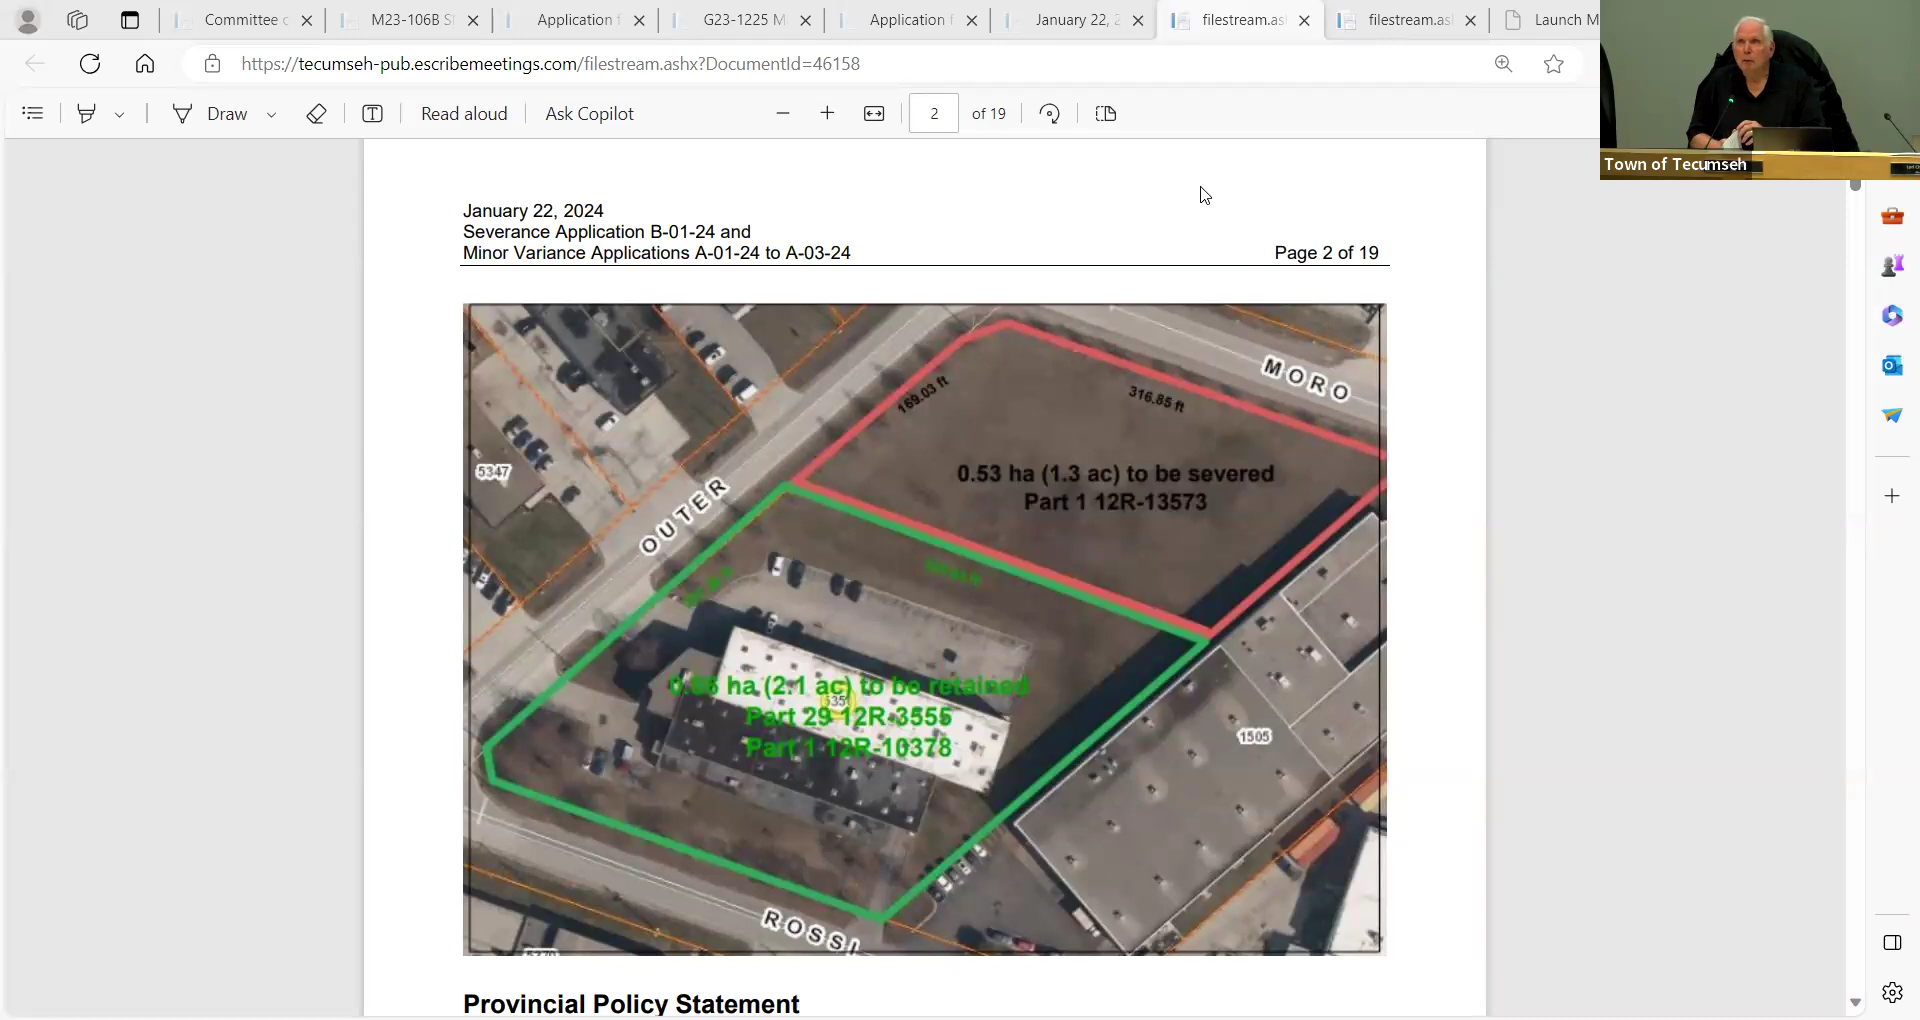 Committee
M23-106B S
Application f
G23-1225 M
Application f
January 22, 2
filestream.as
filestream.as
Launch M
https://tecumseh-pub.escribemeetings.com/filestream.ashx?DocumentId=46158
Draw
Read aloud
Ask Copilot
2
of 19
Town of Tecumseh
January 22, 2024
Severance Application B-01-24 and
Minor Variance Applications A-01-24 to A-03-24
Page 2 of 19
MORO
169.03 ft
316.85 ft
5347
0.53 ha (1.3 ac) to be severed
Part 1 12R-13573
OUTER
ha (2.1 ac) to be retained
Part 29 12R-3555
Part 1 12R-10378
1505
ROSSI
Provincial Policy Statement